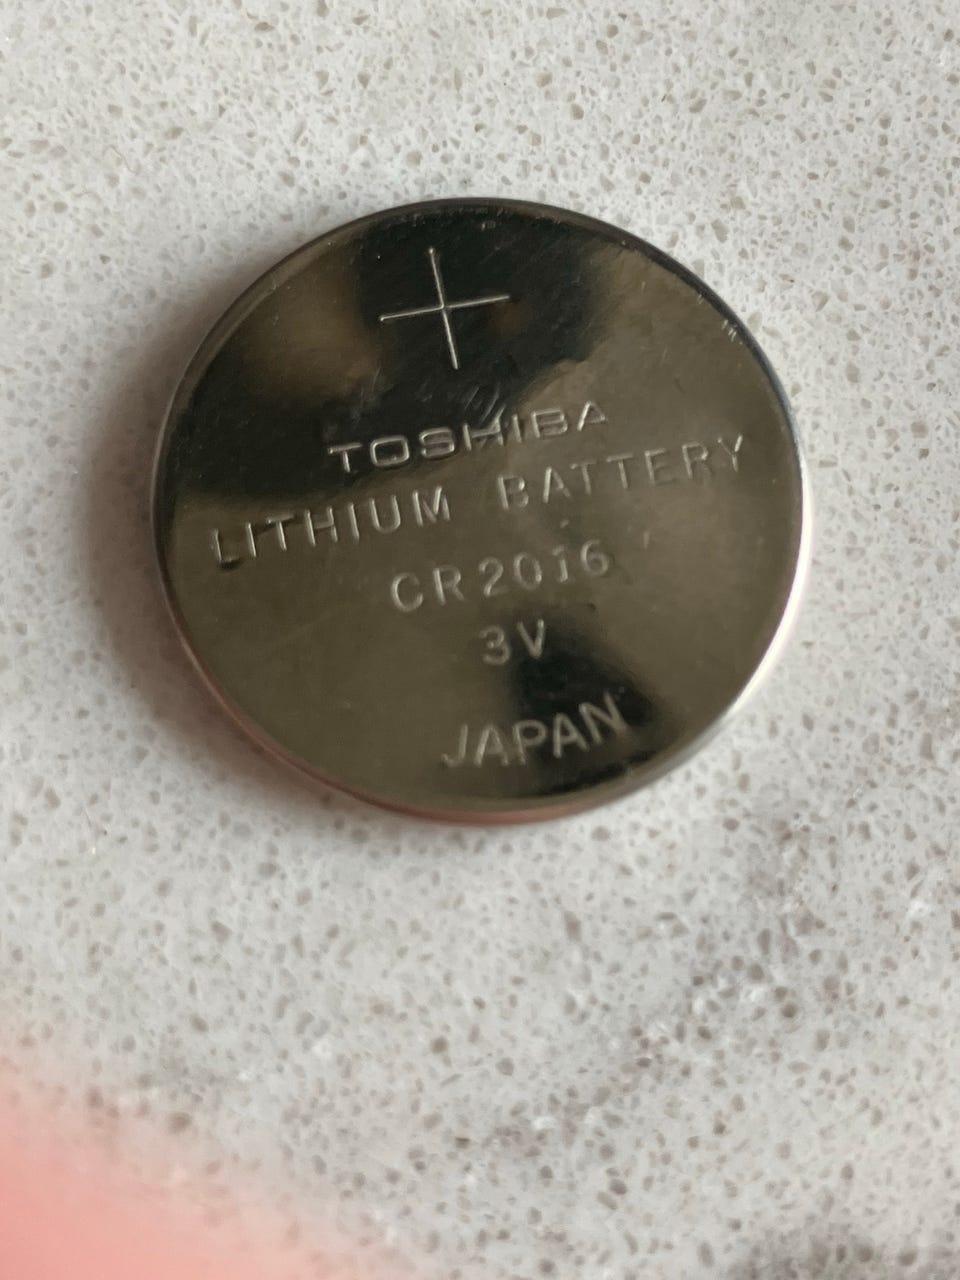 +
TOSHIBA
LITHIUM BATTERY
CR2016
3V
JAPAN